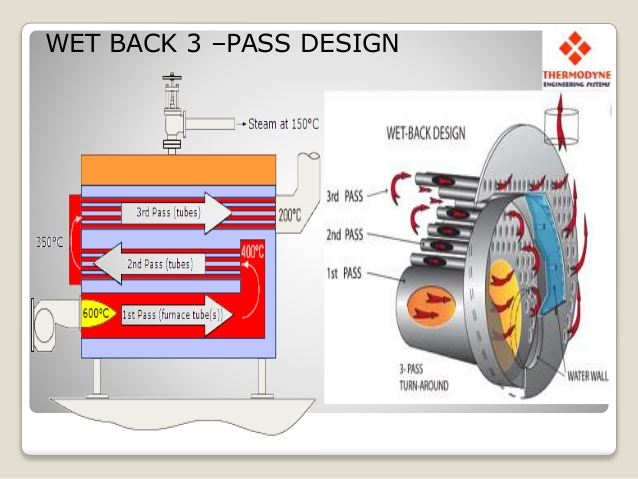 WET BACK 3 –PASS DESIGN
THERMODYNE
ENGINEERING SYSTEMS
Steam at 150°C
3rd Pass (tubes)
200°C
350°C
2nd Pass (tubes)
400°C
600°C
1st Pass (furnace tube(s))
WET-BACK DESIGN
3rd PASS
2nd PASS
1st PASS
3- PASS
TURN-AROUND
WATER WALL